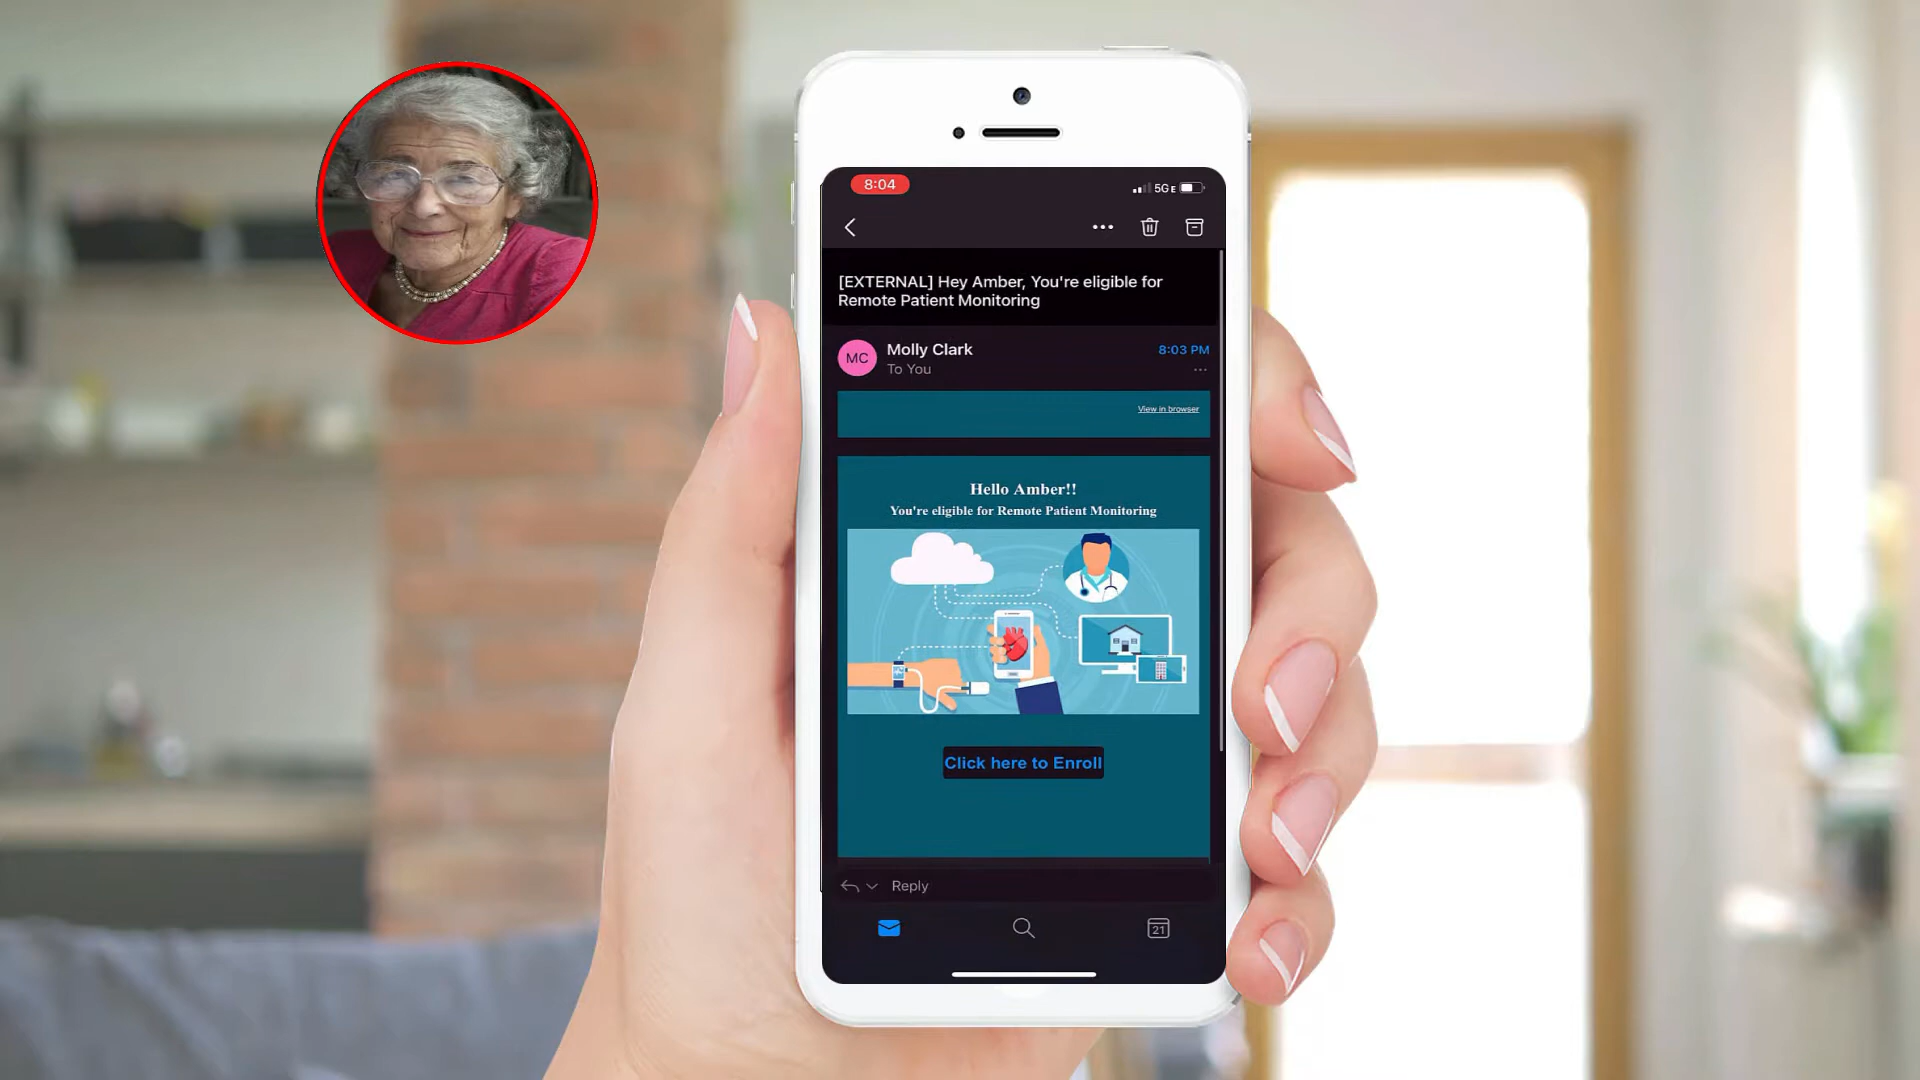 8:04
5GE
[EXTERNAL] Hey Amber, You're eligible for
Remote Patient Monitoring
MC
Molly Clark
8:03 PM
To You
View in browser
Hello Amber!!
You're eligible for Remote Patient Monitoring
Click here to Enroll
Reply
21